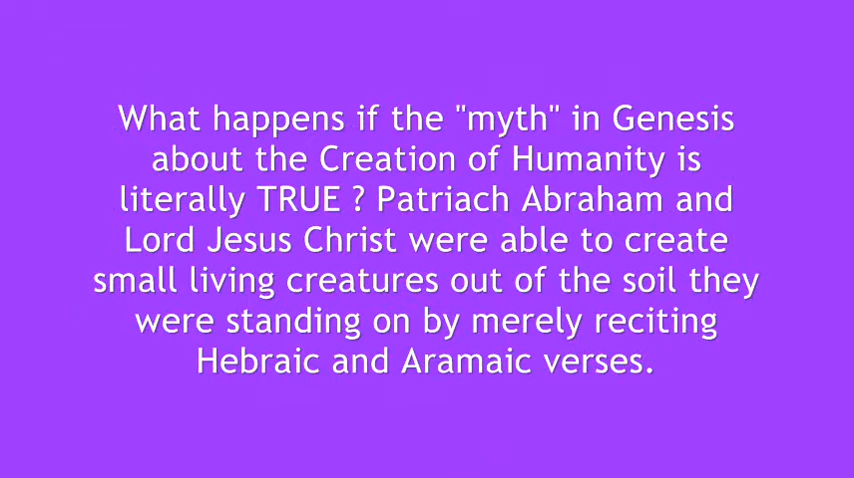 What happens if the "myth" in Genesis
about the Creation of Humanity is
literally TRUE ? Patriach Abraham and
Lord Jesus Christ were able to create
small living creatures out of the soil they
were standing on by merely reciting
Hebraic and Aramaic verses.